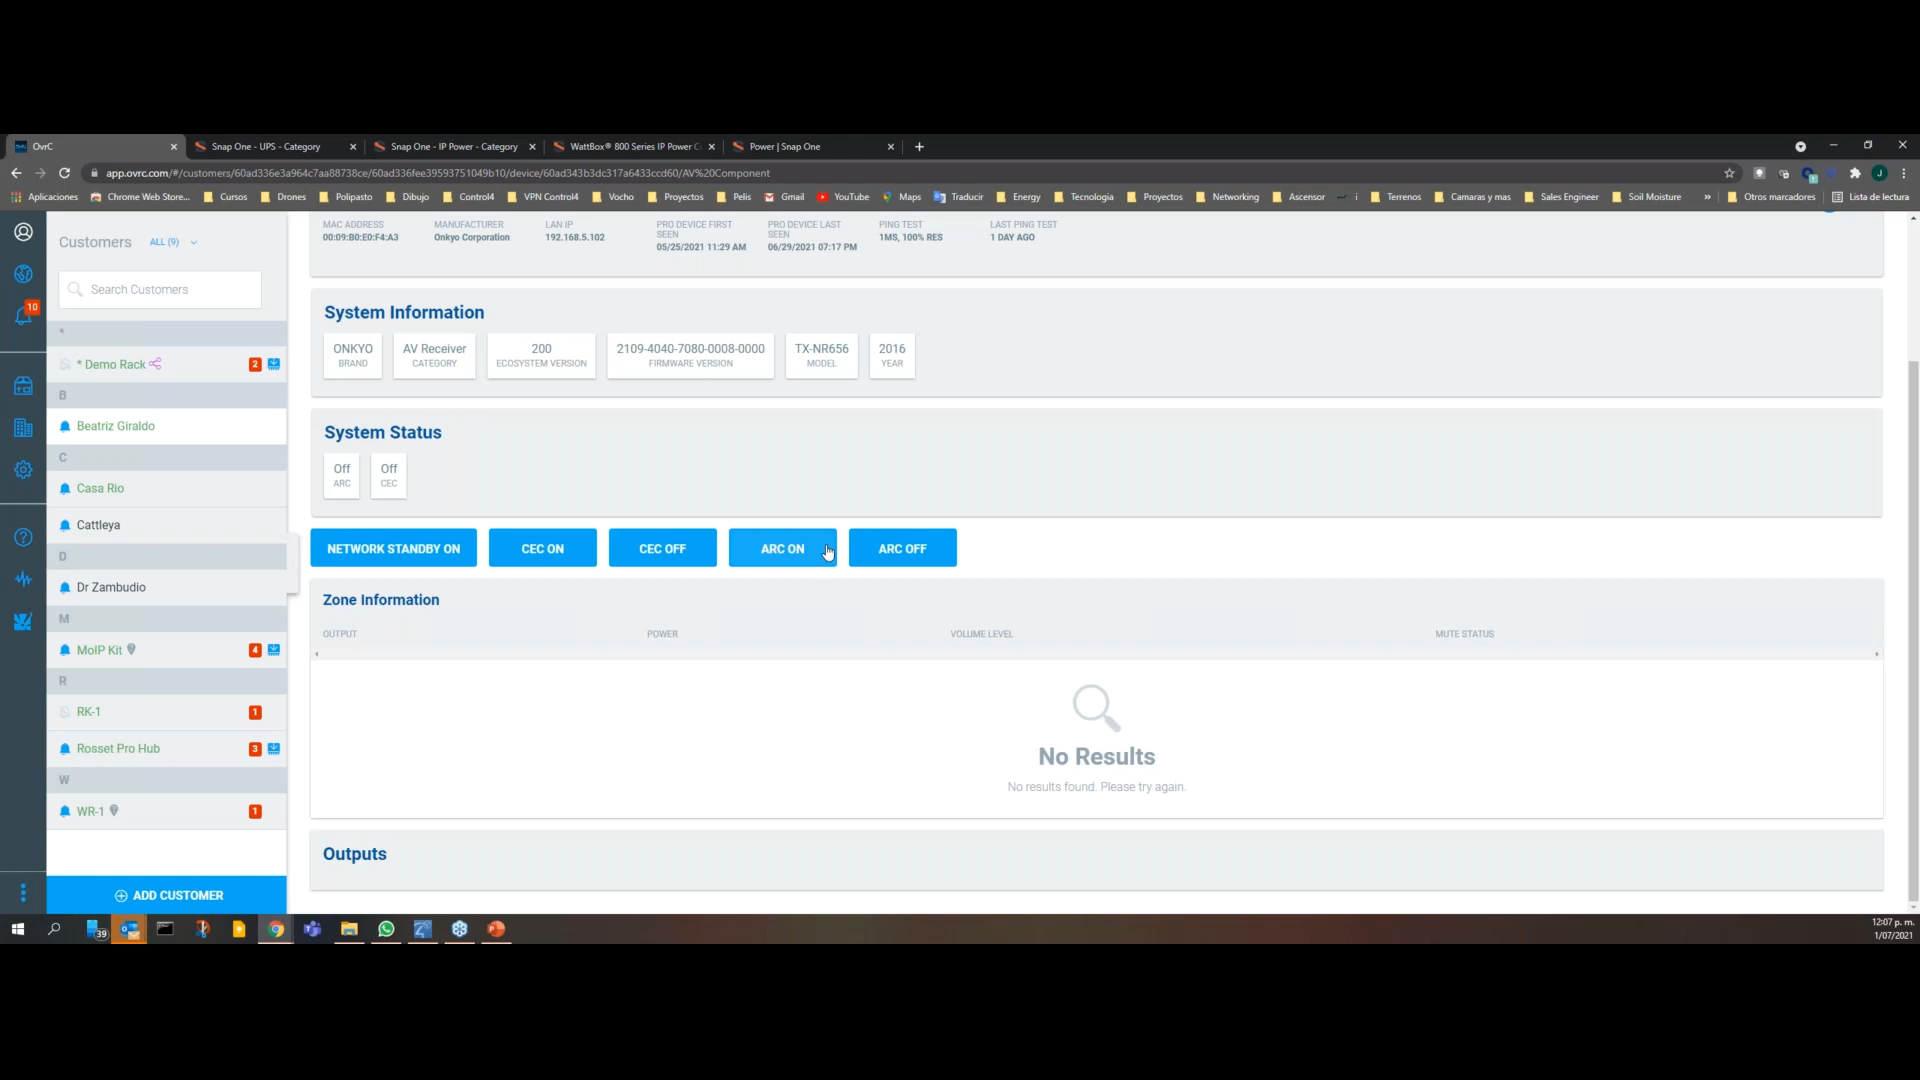 OvrC
Snap One - UPS - Category
Snap One - IP Power - Category
WattBox® 800 Series IP Power C
Power | Snap One
app.ovrc.com/#/customers/60ad336e3a964c7aa88738ce/60ad336fee39593751049b10/device/60ad343b3dc317a6433ccd60/AV%20Component
J
Aplicaciones
Chrome Web Store...
Cursos
Drones
Polipasto
Dibujo
Control4
VPN Control4
Vocho
Proyectos
Pelis
Gmail
YouTube
Maps
Traducir
Energy
Tecnologia
Proyectos
Networking
Ascensor
i
Terrenos
Camaras y mas
Sales Engineer
Soil Moisture
»
Otros marcadores
Lista de lectura
10
Customers
ALL (9)
Search Customers
*
* Demo Rack
2
B
Beatriz Giraldo
C
Casa Rio
Cattleya
D
Dr Zambudio
M
MoIP Kit
4
R
RK-1
1
Rosset Pro Hub
3
W
WR-1
1
ADD CUSTOMER
MAC ADDRESS
00:09:B0:E0:F4:A3
MANUFACTURER
Onkyo Corporation
LAN IP
192.168.5.102
PRO DEVICE FIRST
SEEN
05/25/2021 11:29 AM
PRO DEVICE LAST
SEEN
06/29/2021 07:17 PM
PING TEST
1MS, 100% RES
LAST PING TEST
1 DAY AGO
System Information
ONKYO
BRAND
AV Receiver
CATEGORY
200
ECOSYSTEM VERSION
2109-4040-7080-0008-0000
FIRMWARE VERSION
TX-NR656
MODEL
2016
YEAR
System Status
Off
ARC
Off
CEC
NETWORK STANDBY ON
CEC ON
CEC OFF
ARC ON
ARC OFF
Zone Information
OUTPUT
POWER
VOLUME LEVEL
MUTE STATUS
No Results
No results found. Please try again.
Outputs
39
12:07 p. m.
1/07/2021